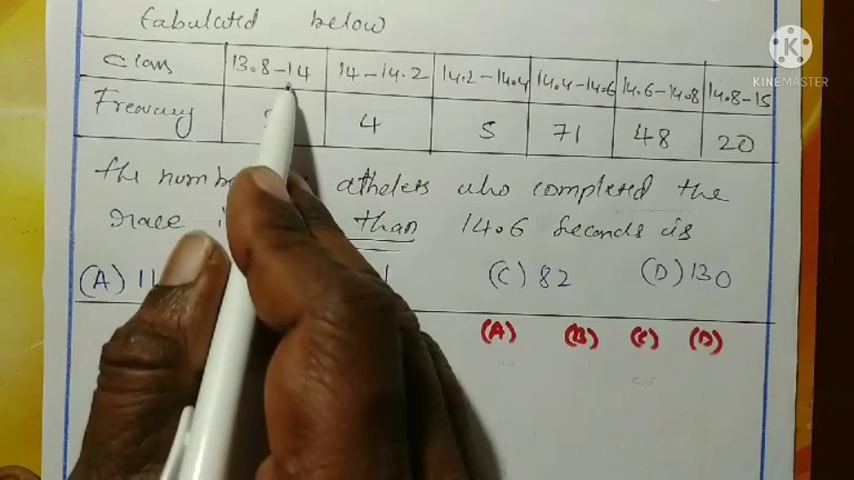 tabulated below
KINEMASTER
Class 13.8-14 14-14.2 14.2-14.4 14.4-14.6 14.6-14.8 14.8-15
4 5 71 48 20
the athelets who completed the
race than 14.6 seconds is
(A) (C) 82 (D) 130
(A) (B) (C) (D)